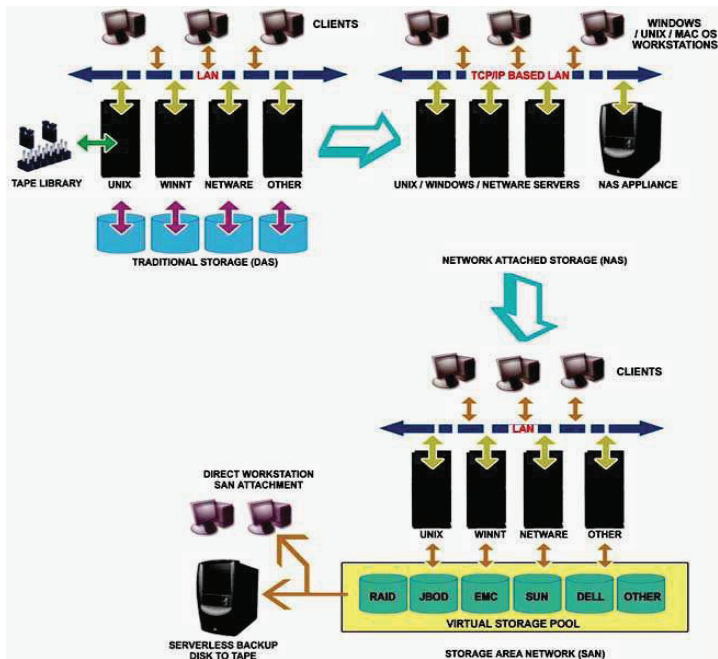 CLIENTS
LAN
TAPE LIBRARY
UNIX
WINNT
NETWARE
OTHER
TRADITIONAL STORAGE (DAS)
WINDOWS
/ UNIX / MAC OS
WORKSTATIONS
TCP/IP BASED LAN
UNIX / WINDOWS / NETWARE SERVERS
NAS APPLIANCE
NETWORK ATTACHED STORAGE (NAS)
CLIENTS
LAN
UNIX
WINNT
NETWARE
OTHER
DIRECT WORKSTATION
SAN ATTACHMENT
RAID
JBOD
EMC
SUN
DELL
OTHER
VIRTUAL STORAGE POOL
SERVERLESS BACKUP
DISK TO TAPE
STORAGE AREA NETWORK (SAN)